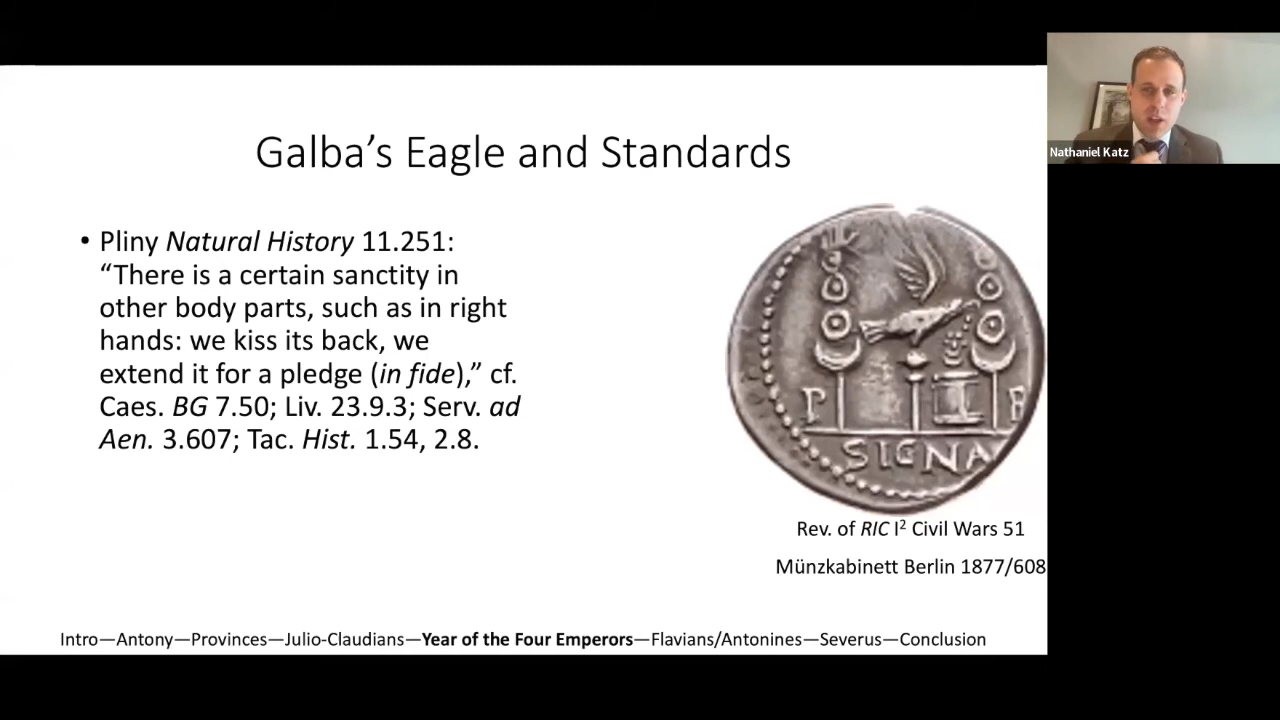 Galba’s Eagle and Standards
• Pliny Natural History 11.251:
“There is a certain sanctity in
other body parts, such as in right
hands: we kiss its back, we
extend it for a pledge (in fide),” cf.
Caes. BG 7.50; Liv. 23.9.3; Serv. ad
Aen. 3.607; Tac. Hist. 1.54, 2.8.
P
SIGNA
Rev. of RIC I² Civil Wars 51
Münzkabinett Berlin 1877/608
Intro—Antony—Provinces—Julio-Claudians—Year of the Four Emperors—Flavians/Antonines—Severus—Conclusion
Nathaniel Katz